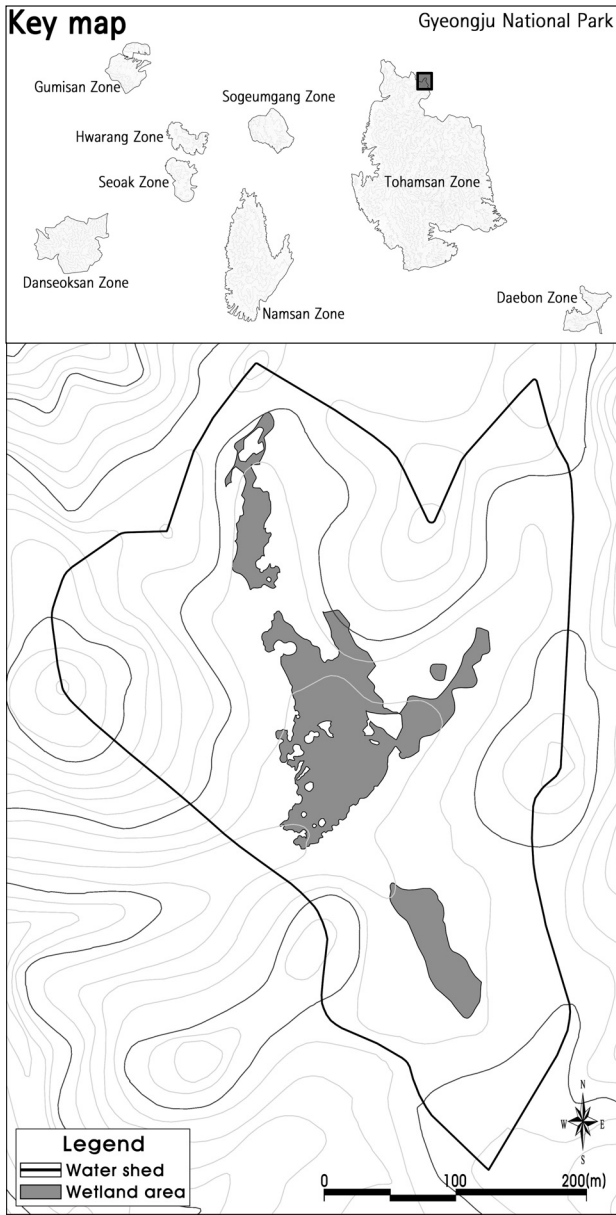 Key map
Gyeongju National Park
Gumisan Zone
Sogeumgang Zone
Hwarang Zone
Seoak Zone
Tohamsan Zone
Danseoksan Zone
Namsan Zone
Daebon Zone
N
W E
S
Legend
Water shed
Wetland area
0 100 200(m)